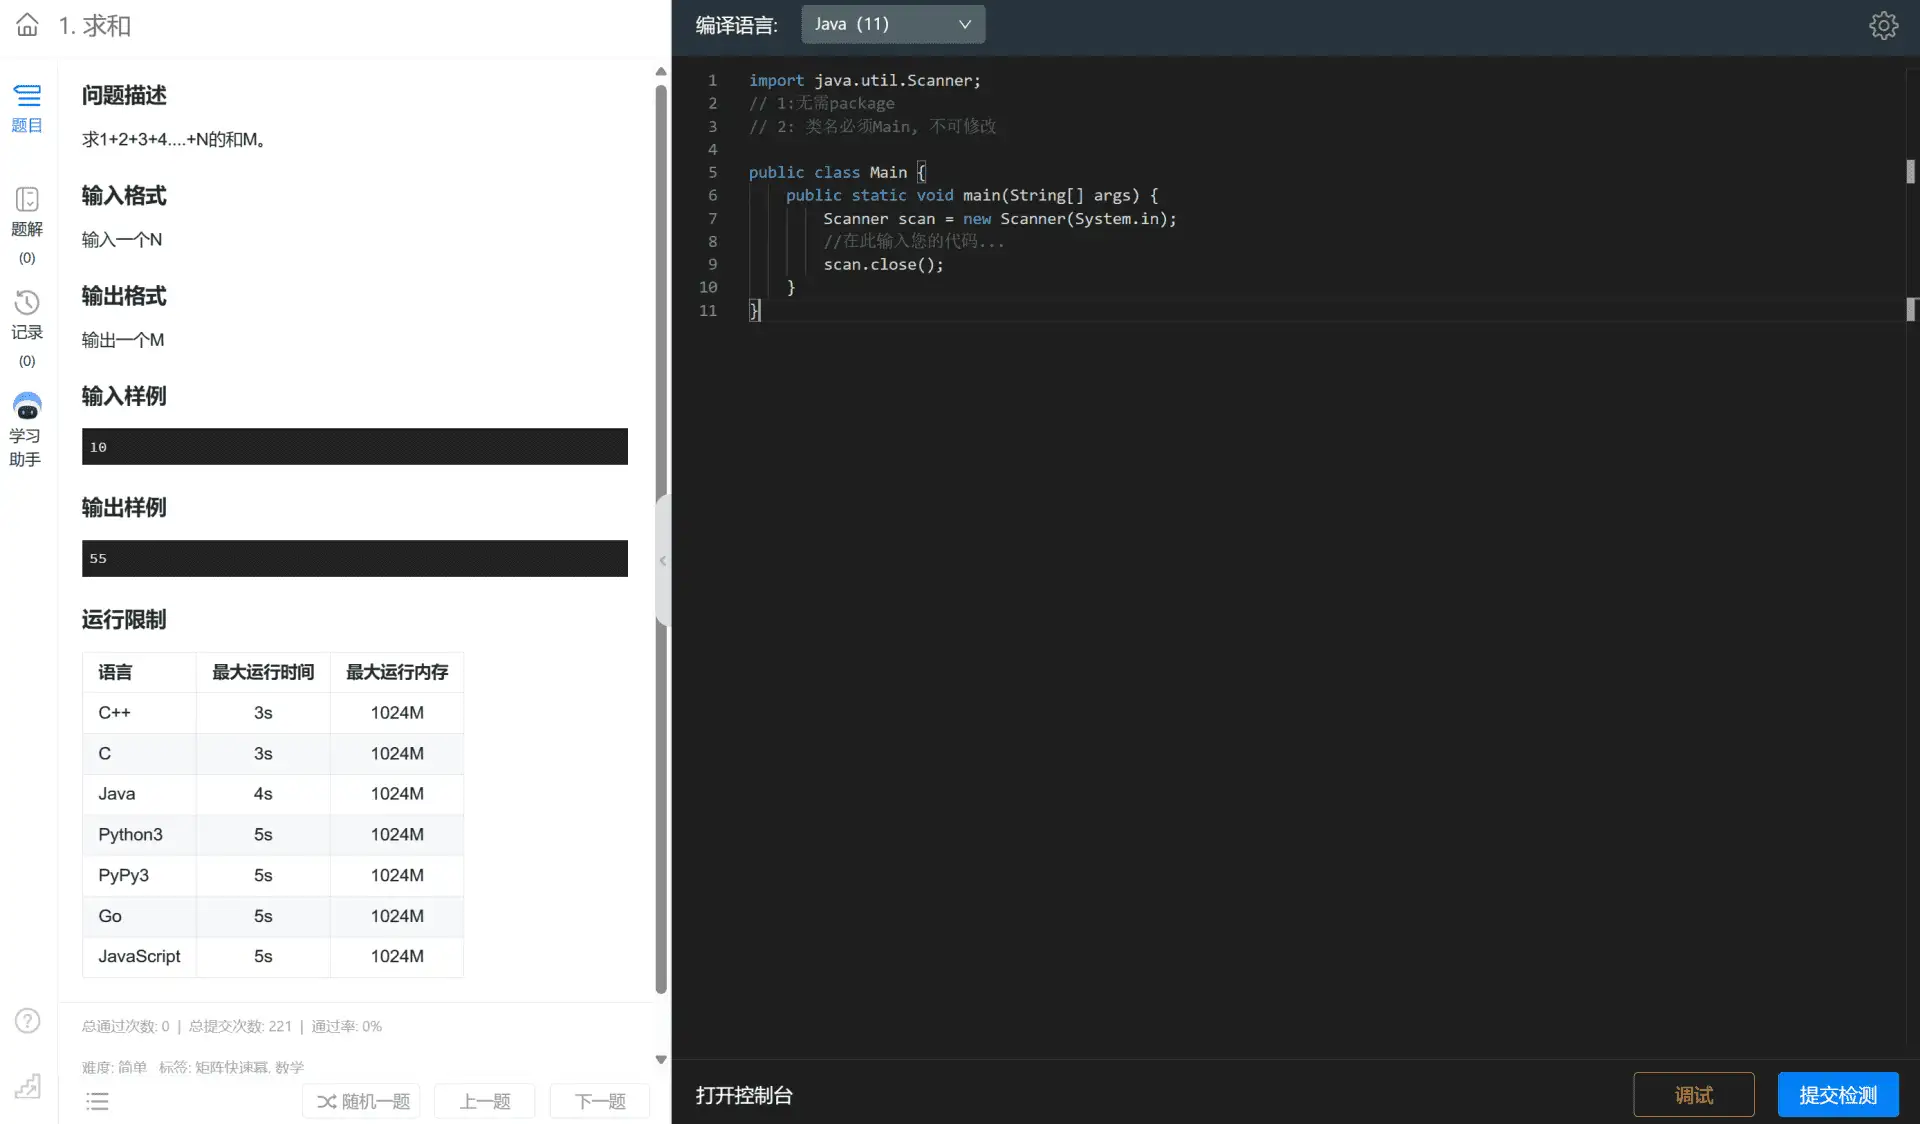 1. 求和
题目
题解
(0)
记录
(0)
学习
助手
问题描述
求1+2+3+4....+N的和M。
输入格式
输入一个N
输出格式
输出一个M
输入样例
10
输出样例
55
运行限制
语言 最大运行时间 最大运行内存
C++ 3s 1024M
C 3s 1024M
Java 4s 1024M
Python3 5s 1024M
PyPy3 5s 1024M
Go 5s 1024M
JavaScript 5s 1024M
总通过次数: 0 | 总提交次数: 221 | 通过率: 0%
难度: 简单 标签: 矩阵快速幂, 数学
随机一题 上一题 下一题
编译语言: Java (11)
1 import java.util.Scanner;
2 // 1:无需package
3 // 2: 类名必须Main, 不可修改
4
5 public class Main {
6 public static void main(String[] args) {
7 Scanner scan = new Scanner(System.in);
8 //在此输入您的代码...
9 scan.close();
10 }
11 }
打开控制台 调试 提交检测